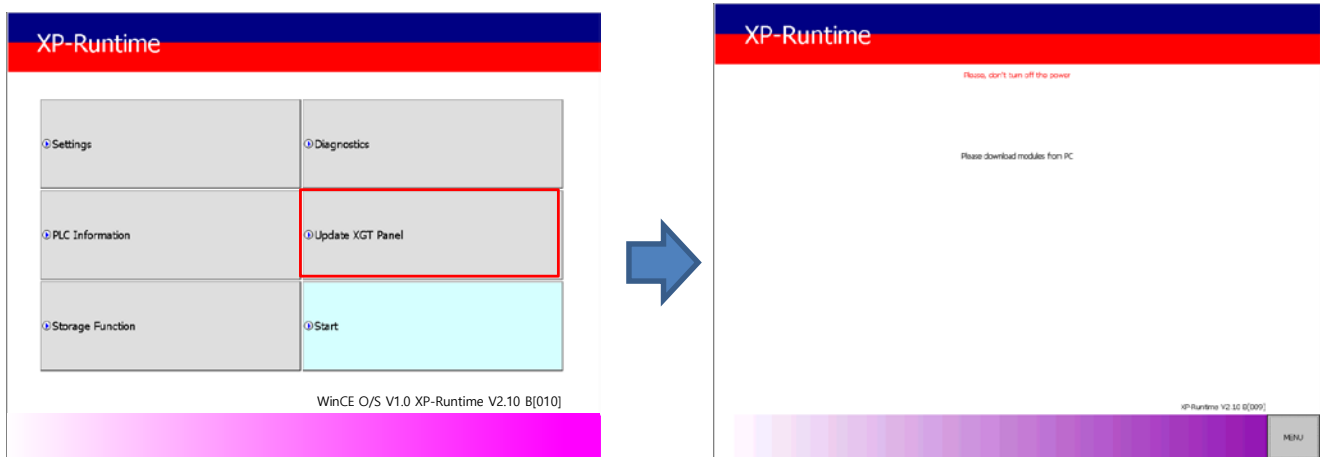 XP-Runtime
Settings
Diagnostics
PLC Information
Update XGT Panel
Storage Function
Start
WinCE O/S V1.0 XP-Runtime V2.10 B[010]
XP-Runtime
Please, don't turn off the power
Please download modules from PC
XP-Runtime V2.10 B[009]
MENU